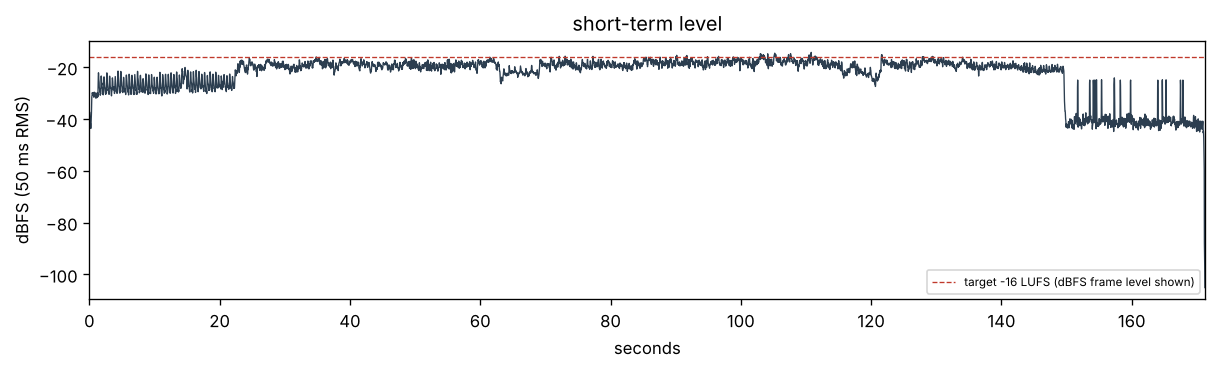 short-term level
dBFS (50 ms RMS)
−20
−40
−60
−80
−100
target -16 LUFS (dBFS frame level shown)
0 20 40 60 80 100 120 140 160
seconds